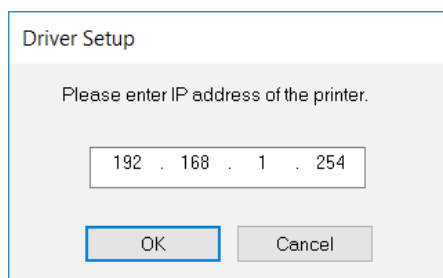 Driver Setup
Please enter IP address of the printer.
192 . 168 . 1 . 254
OK Cancel